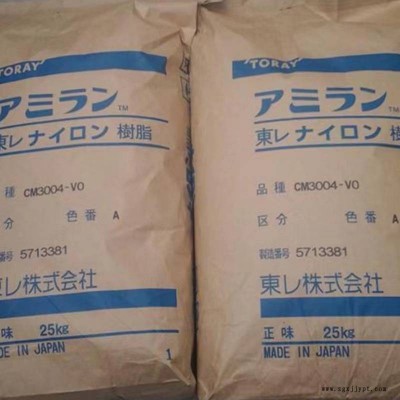 TORAY
アミラン™
東レ ナイロン 樹脂
品種 CM3004-V0
区分 色番 A
番号 5713381
東レ株式会社
正味 25kg
MADE IN JAPAN
1
TORAY
アミラン™
東レ ナイロン 樹
品種 CM3004-V0
区分 色番 A
製造番号 5713381
東レ株式会社
正味 25kg
MADE IN JAPAN